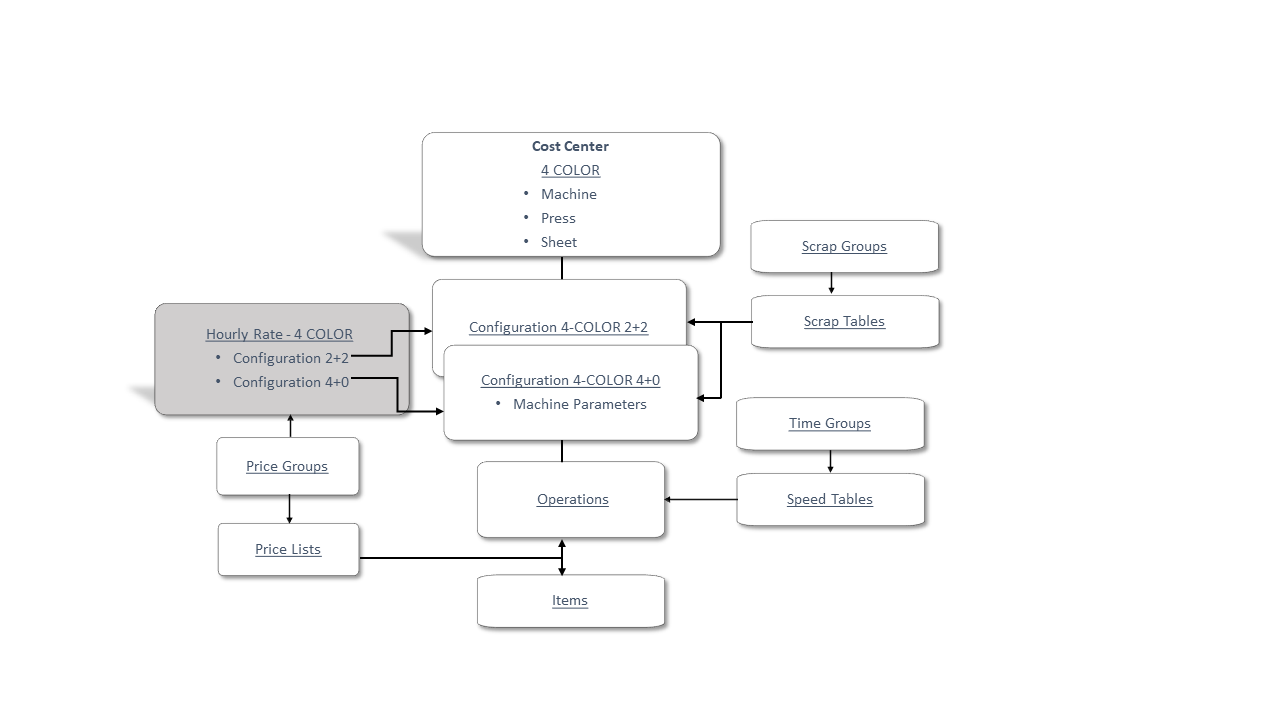 Cost Center
4 COLOR
• Machine
• Press
• Sheet
Scrap Groups
Scrap Tables
Configuration 4-COLOR 2+2
Hourly Rate - 4 COLOR
• Configuration 2+2
• Configuration 4+0
Configuration 4-COLOR 4+0
• Machine Parameters
Time Groups
Price Groups
Operations
Speed Tables
Price Lists
Items